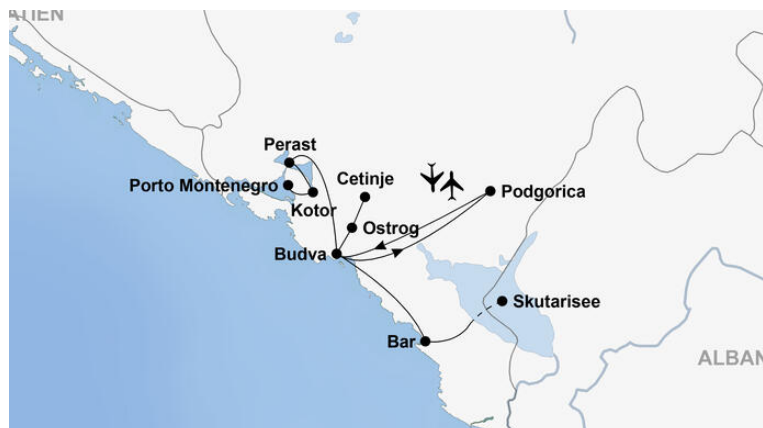 ATIEN
Perast
Porto Montenegro
Cetinje
Kotor
Podgorica
Ostrog
Budva
Skutarisee
Bar
ALBAN